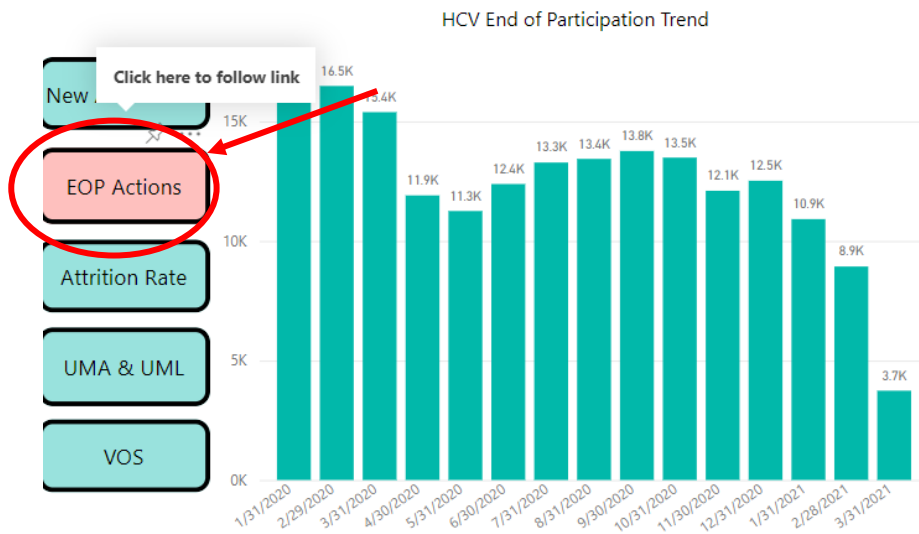 HCV End of Participation Trend
Click here to follow link
New
EOP Actions
Attrition Rate
UMA & UML
VOS
15K
10K
5K
0K
16.5K
11.9K
11.3K
12.4K
13.3K
13.4K
13.8K
13.5K
12.1K
12.5K
10.9K
8.9K
3.7K
1/31/2020
2/29/2020
3/31/2020
4/30/2020
5/31/2020
6/30/2020
7/31/2020
8/31/2020
9/30/2020
10/31/2020
11/30/2020
12/31/2020
1/31/2021
2/28/2021
3/31/2021